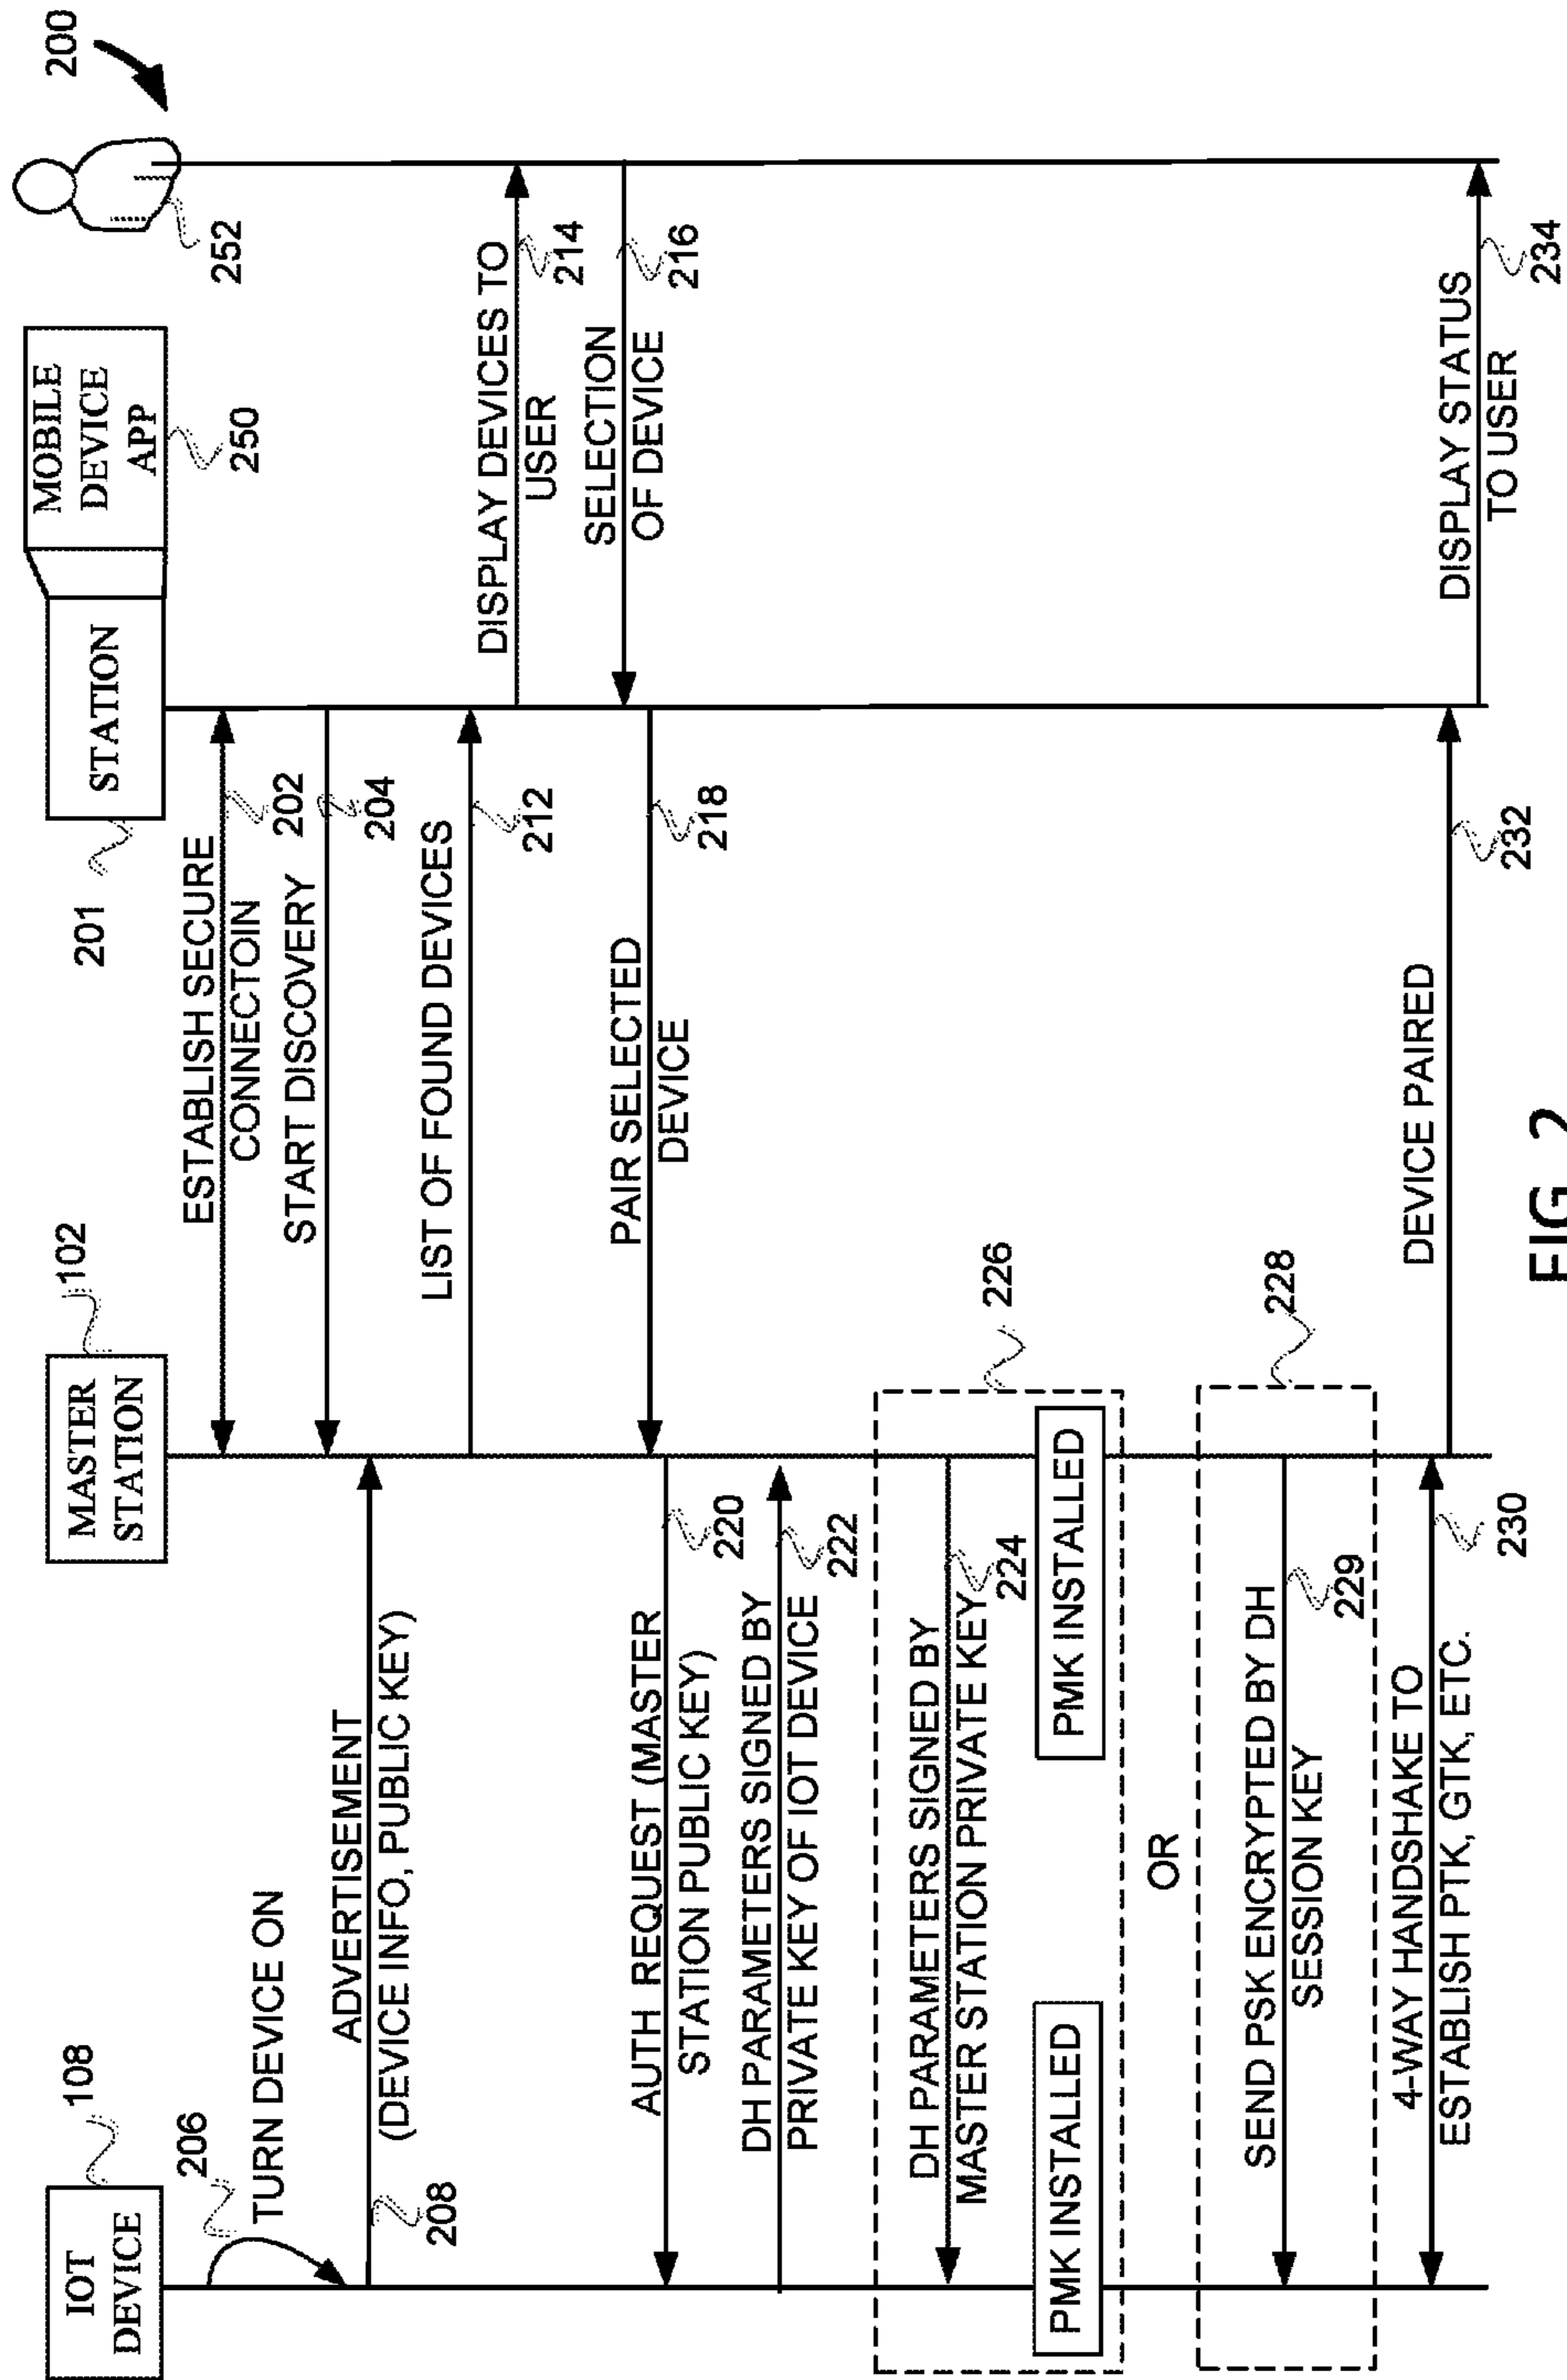 200
252
MOBILE
DEVICE
APP
250
STATION
201
MASTER
STATION
102
IOT
DEVICE
108
ESTABLISH SECURE
CONNECTOIN
202
START DISCOVERY
204
206
TURN DEVICE ON
ADVERTISEMENT
(DEVICE INFO, PUBLIC KEY)
208
LIST OF FOUND DEVICES
212
DISPLAY DEVICES TO
USER
214
SELECTION
OF DEVICE
216
PAIR SELECTED
DEVICE
218
AUTH REQUEST (MASTER
STATION PUBLIC KEY)
220
DH PARAMETERS SIGNED BY
PRIVATE KEY OF IOT DEVICE
222
226
DH PARAMETERS SIGNED BY
MASTER STATION PRIVATE KEY
224
PMK INSTALLED
PMK INSTALLED
OR
228
SEND PSK ENCRYPTED BY DH
SESSION KEY
229
4-WAY HANDSHAKE TO
ESTABLISH PTK, GTK, ETC.
230
DEVICE PAIRED
232
DISPLAY STATUS
TO USER
234
FIG. 2